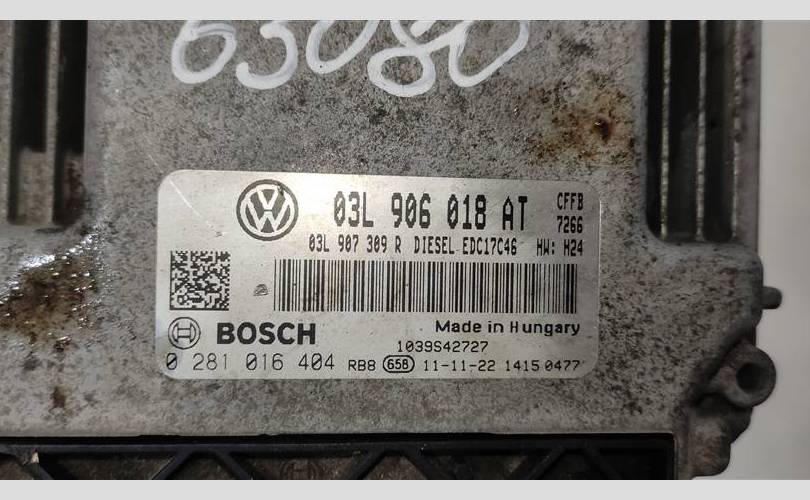 63080
03L 906 018 AT CFFB
7266
03L 907 309 R DIESEL EDC17C46 HW: H24
BOSCH
Made in Hungary
1039S42727
0 281 016 404 RB8 658 11-11-22 1415 0477